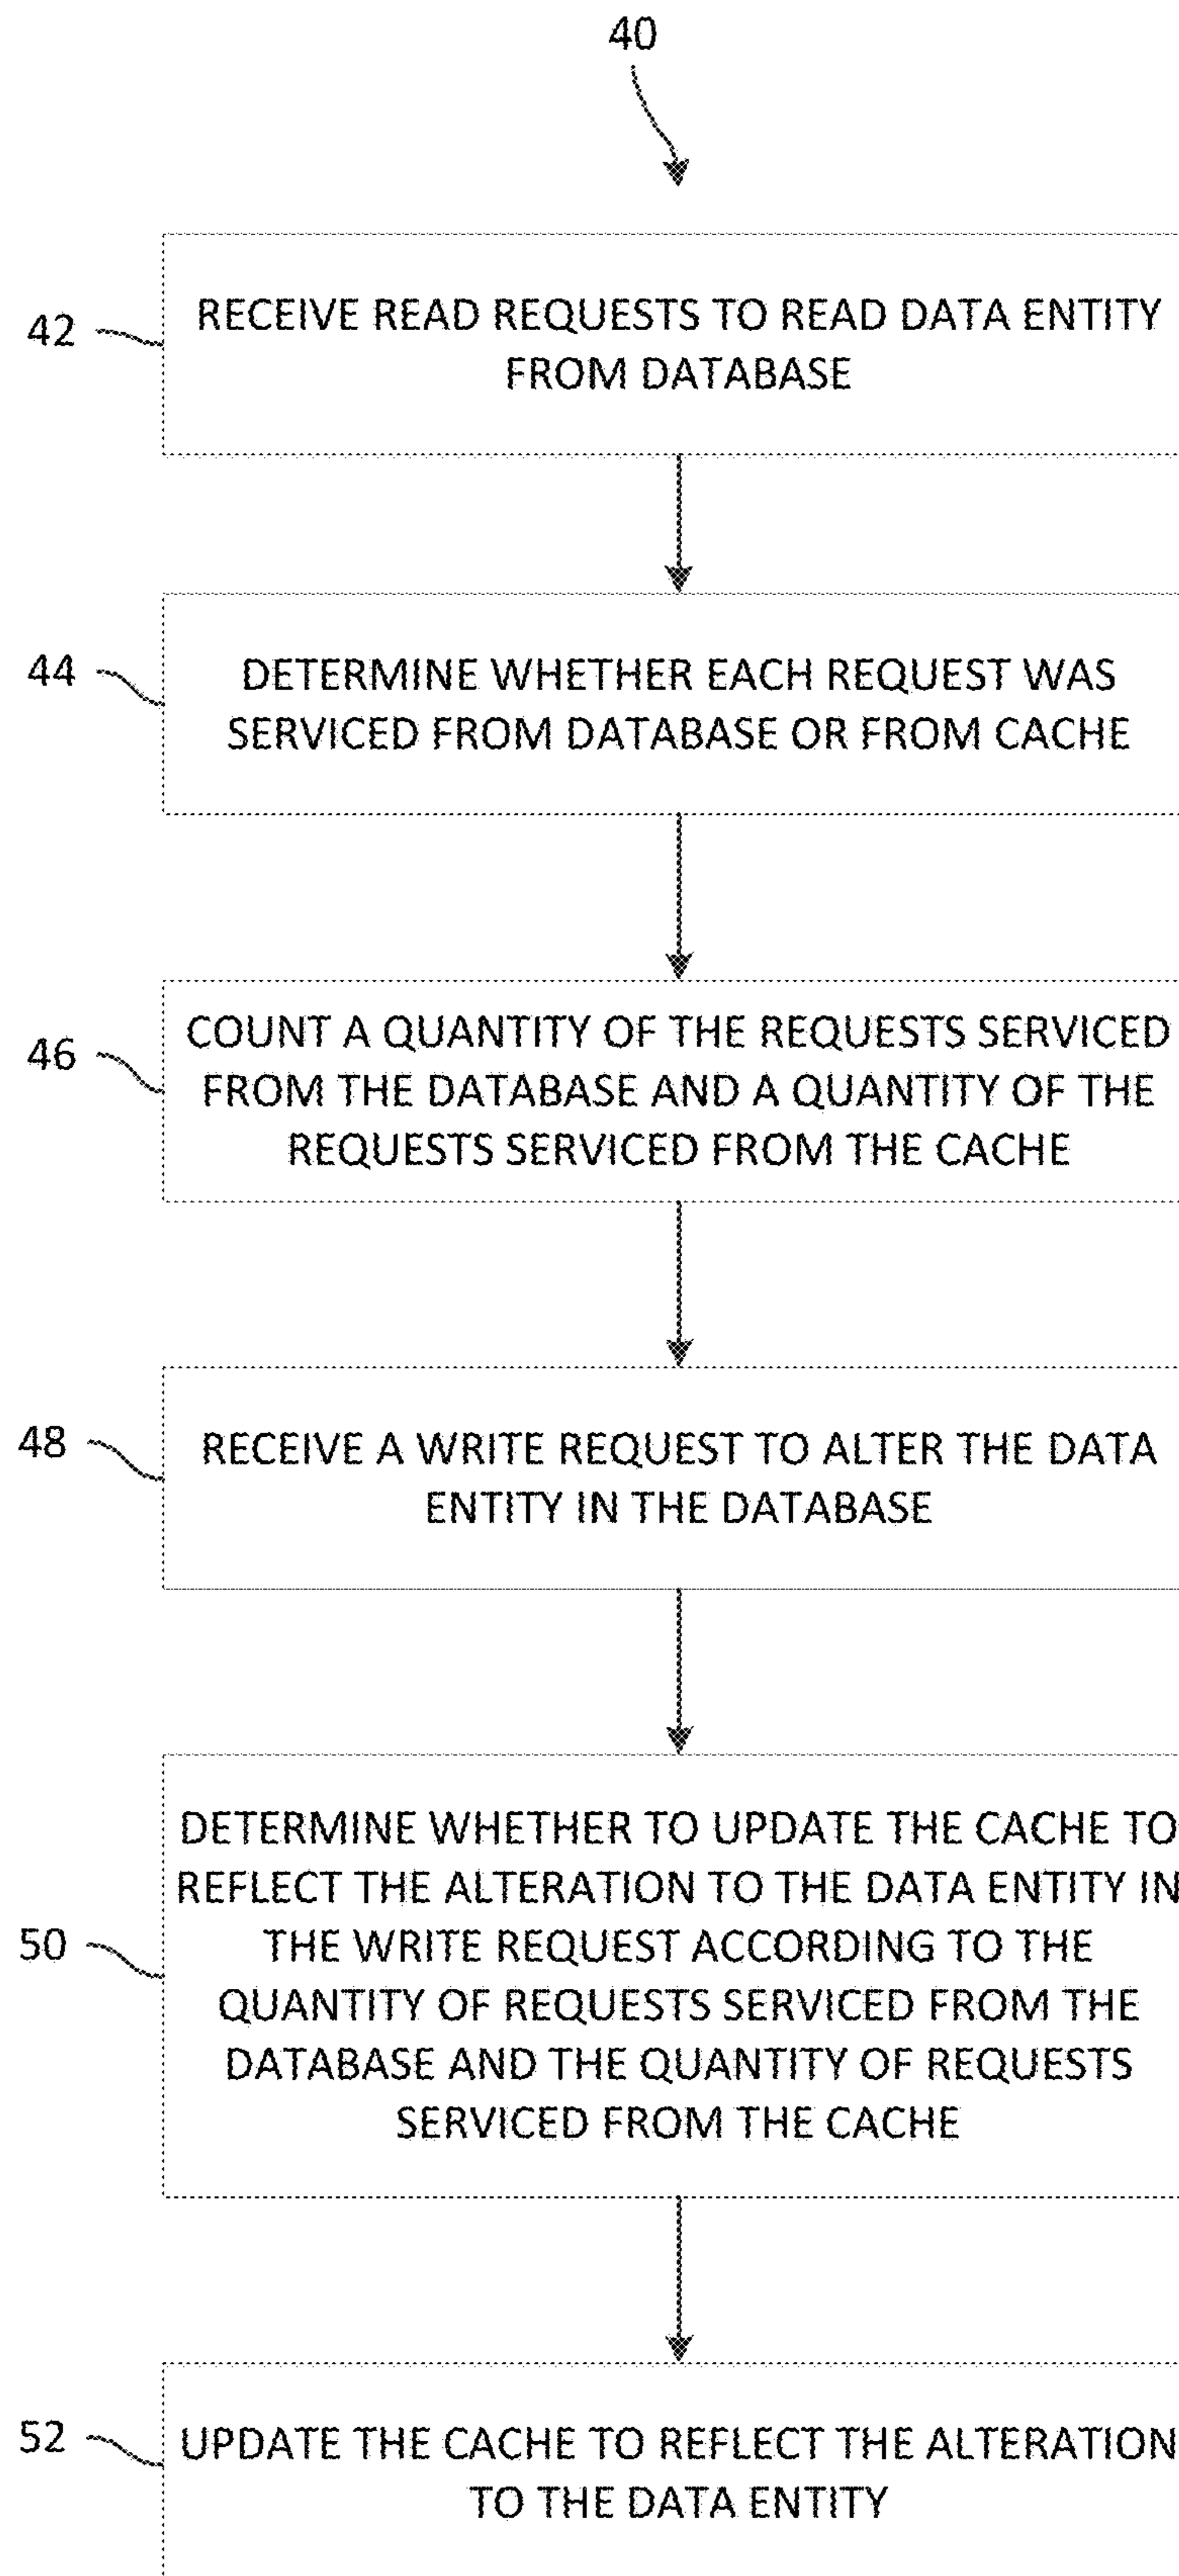 40
42
RECEIVE READ REQUESTS TO READ DATA ENTITY
FROM DATABASE
44
DETERMINE WHETHER EACH REQUEST WAS
SERVICED FROM DATABASE OR FROM CACHE
46
COUNT A QUANTITY OF THE REQUESTS SERVICED
FROM THE DATABASE AND A QUANTITY OF THE
REQUESTS SERVICED FROM THE CACHE
48
RECEIVE A WRITE REQUEST TO ALTER THE DATA
ENTITY IN THE DATABASE
50
DETERMINE WHETHER TO UPDATE THE CACHE TO
REFLECT THE ALTERATION TO THE DATA ENTITY IN
THE WRITE REQUEST ACCORDING TO THE
QUANTITY OF REQUESTS SERVICED FROM THE
DATABASE AND THE QUANTITY OF REQUESTS
SERVICED FROM THE CACHE
52
UPDATE THE CACHE TO REFLECT THE ALTERATION
TO THE DATA ENTITY